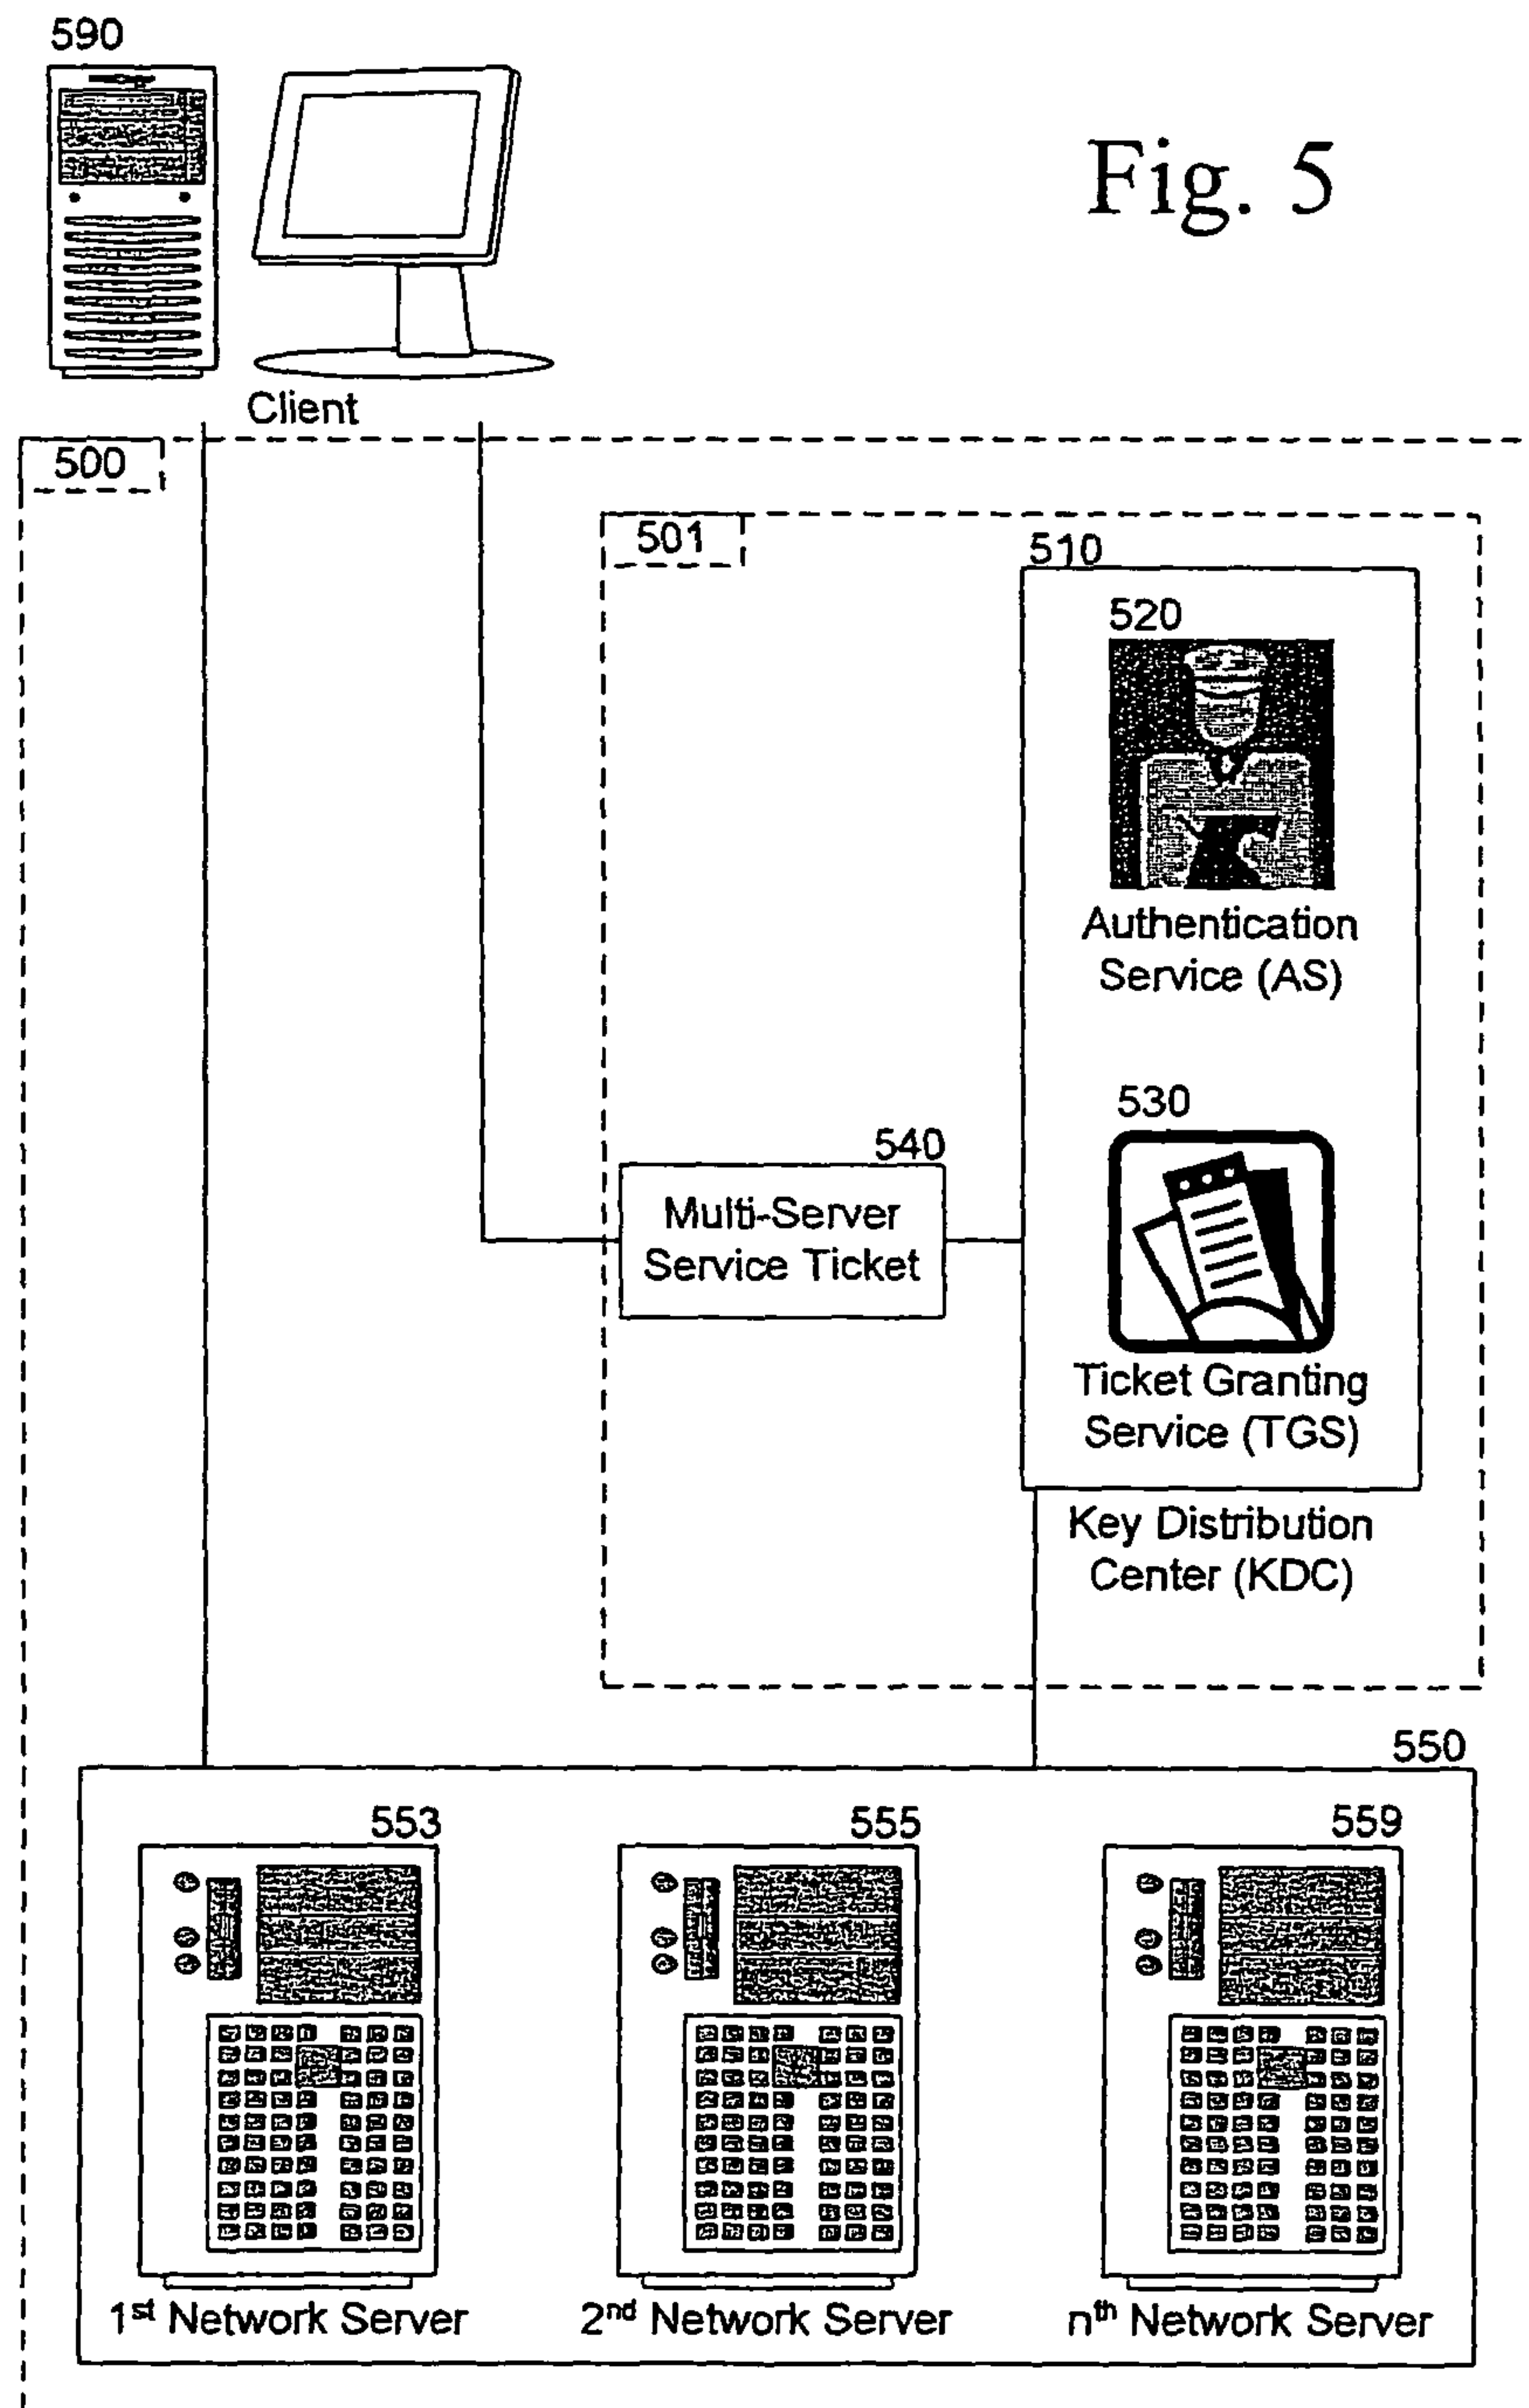 590
Fig. 5
Client
500
501
510
520
Authentication
Service (AS)
530
540
Multi-Server
Service Ticket
Ticket Granting
Service (TGS)
Key Distribution
Center (KDC)
550
553
555
559
1st Network Server
2nd Network Server
nth Network Server